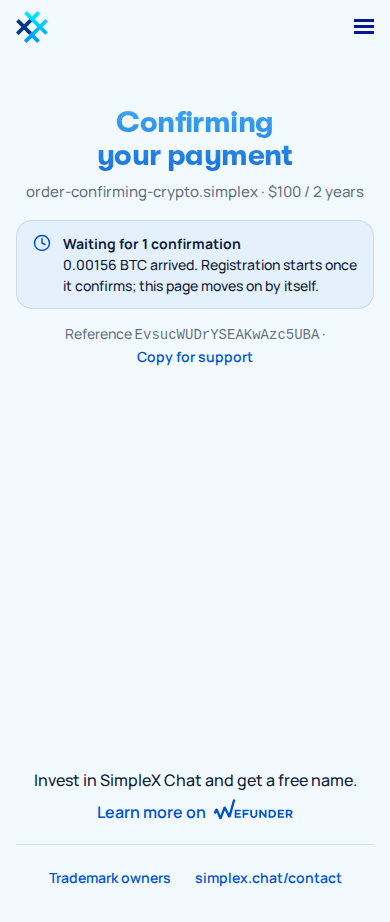 Confirming
your payment
order-confirming-crypto.simplex · $100 / 2 years
Waiting for 1 confirmation
0.00156 BTC arrived. Registration starts once
it confirms; this page moves on by itself.
Reference EvsucWUDrYSEAKwAzc5UBA ·
Copy for support
Invest in SimpleX Chat and get a free name.
Learn more on WEFUNDER
Trademark owners simplex.chat/contact